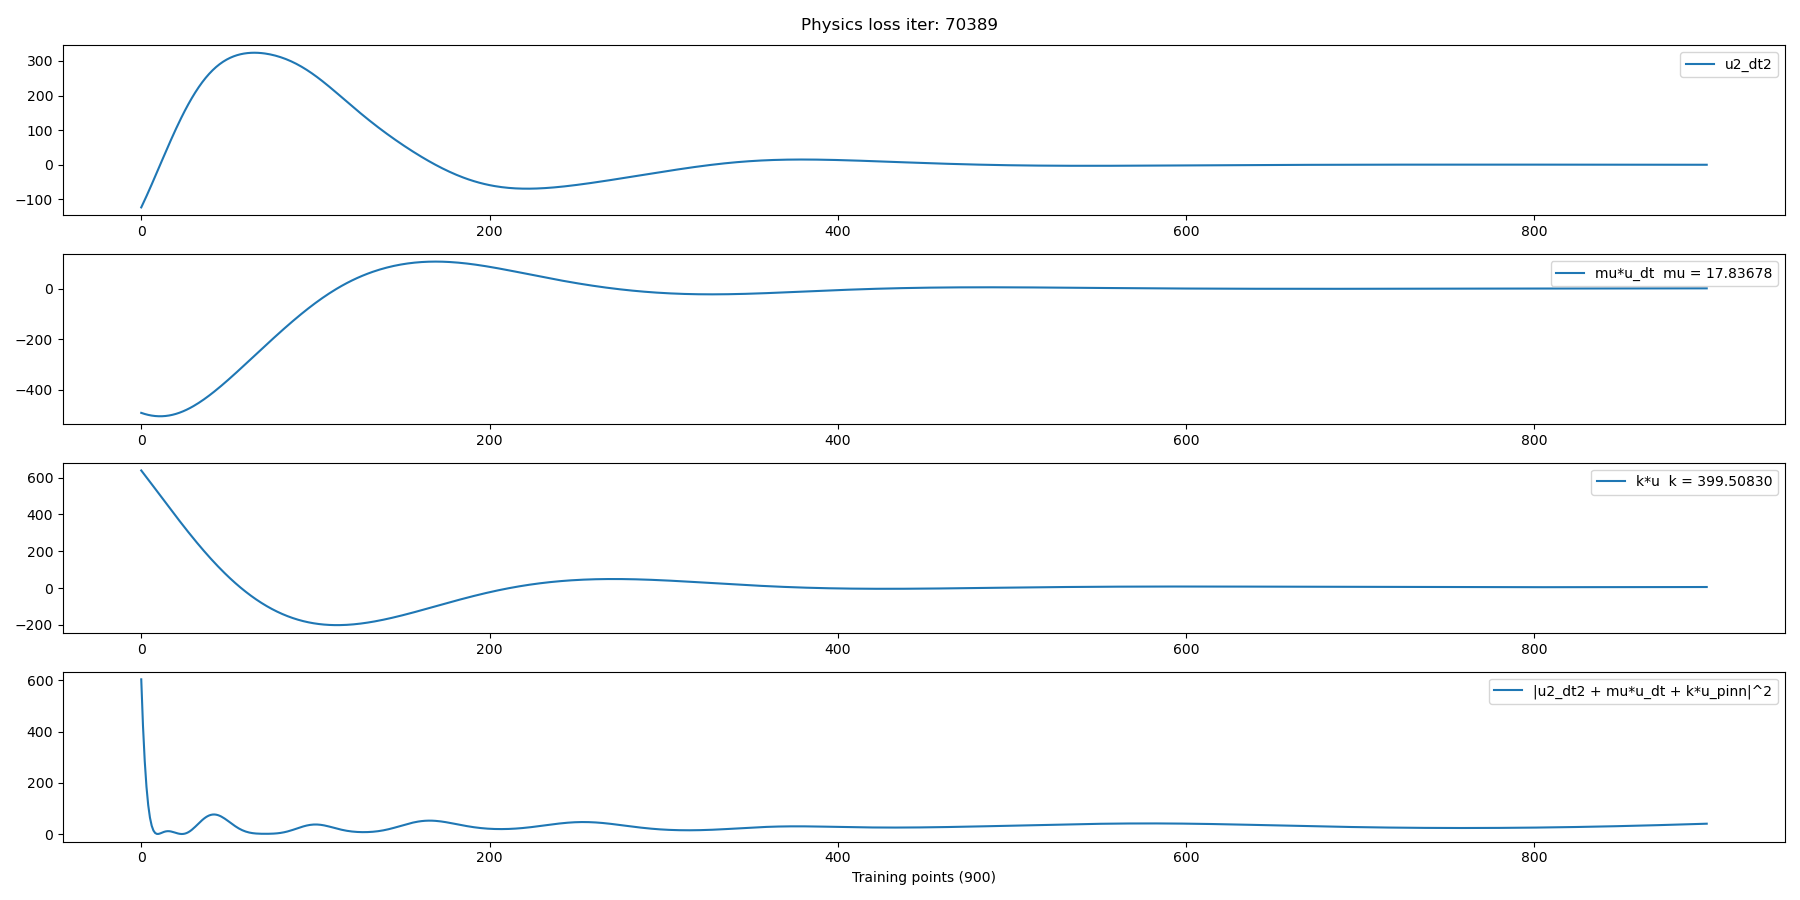 Physics loss iter: 70389
300
200
100
0
−100
u2_dt2
0 200 400 600 800
0
−200
−400
mu*u_dt  mu = 17.83678
0 200 400 600 800
600
400
200
0
−200
k*u  k = 399.50830
0 200 400 600 800
600
400
200
0
|u2_dt2 + mu*u_dt + k*u_pinn|^2
0 200 400 600 800
Training points (900)